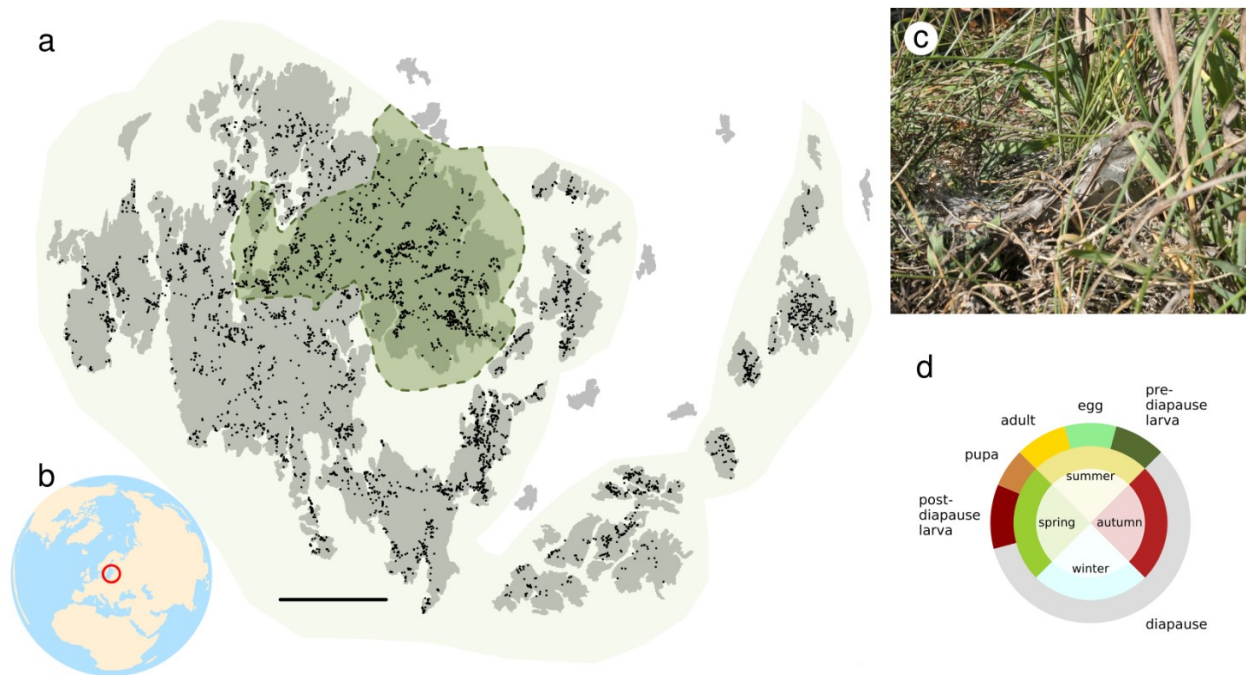 a
b
c
d
egg
pre-
diapause
larva
adult
pupa
post-
diapause
larva
summer
spring
autumn
winter
diapause